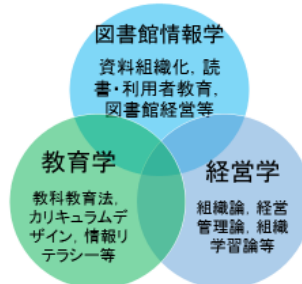 図書館情報学
資料組織化，読
書・利用者教育，
図書館経営等
教育学
教科教育法，
カリキュラムデ
ザイン，情報リ
テラシー等
経営学
組織論，経営
管理論，組織
学習論等